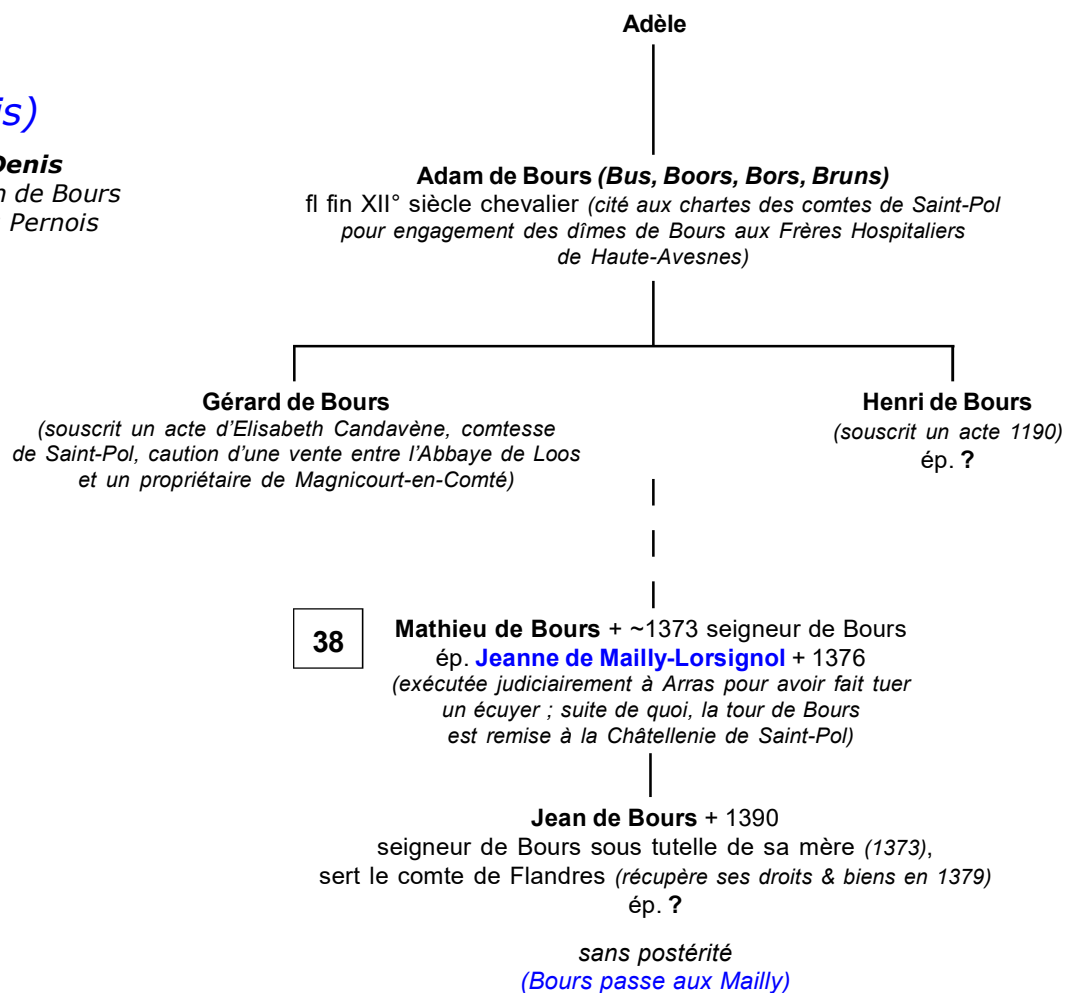 Adèle
is)
Denis
n de Bours
Pernois
Adam de Bours (Bus, Boors, Bors, Bruns)
fl fin XII° siècle chevalier (cité aux chartes des comtes de Saint-Pol
pour engagement des dîmes de Bours aux Frères Hospitaliers
de Haute-Avesnes)
Gérard de Bours
(souscrit un acte d'Elisabeth Candavène, comtesse
de Saint-Pol, caution d'une vente entre l'Abbaye de Loos
et un propriétaire de Magnicourt-en-Comté)
Henri de Bours
(souscrit un acte 1190)
ép. ?
38
Mathieu de Bours + ~1373 seigneur de Bours
ép. Jeanne de Mailly-Lorsignol + 1376
(exécutée judiciairement à Arras pour avoir fait tuer
un écuyer ; suite de quoi, la tour de Bours
est remise à la Châtellenie de Saint-Pol)
Jean de Bours + 1390
seigneur de Bours sous tutelle de sa mère (1373),
sert le comte de Flandres (récupère ses droits & biens en 1379)
ép. ?
sans postérité
(Bours passe aux Mailly)